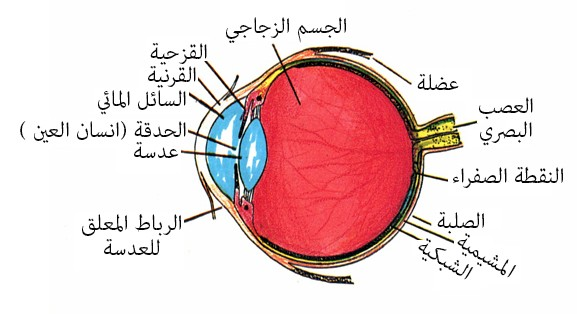 الجسم الزجاجي
القزحية
القرنية
السائل المائي
الحدقة (انسان العين )
عدسة
الرباط المعلق
للعدسة
عضلة
العصب
البصري
النقطة الصفراء
الصلبة
المشيمية
الشبكية